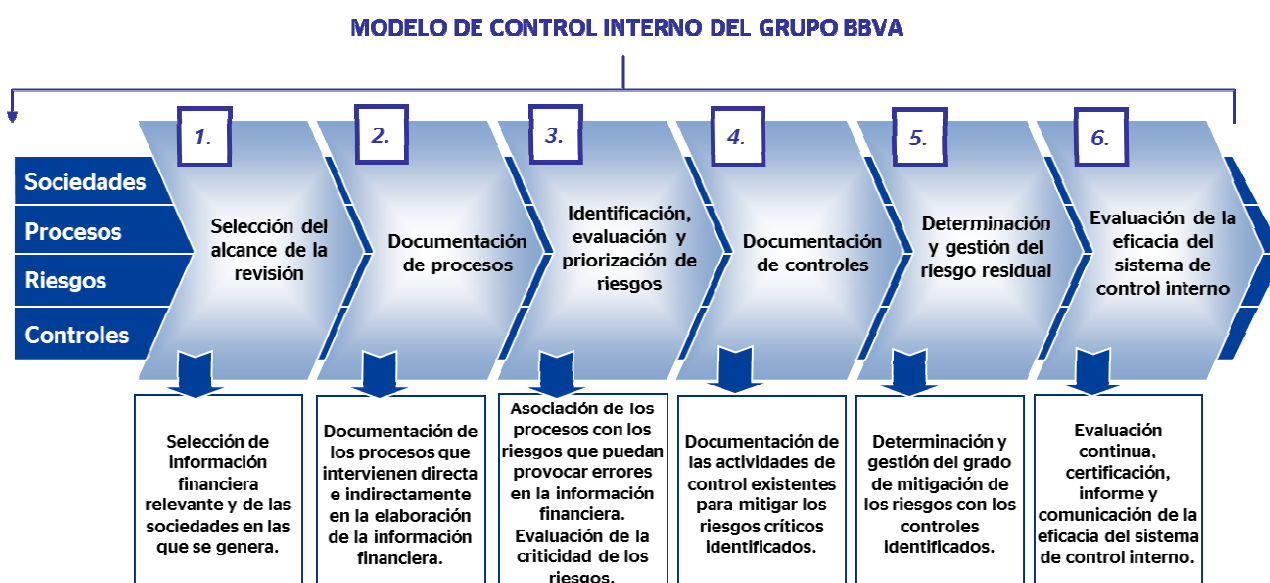 MODELO DE CONTROL INTERNO DEL GRUPO BBVA
Sociedades
Procesos
Riesgos
Controles
1.
Selección del
alcance de la
revisión
2.
Documentación
de procesos
3.
Identificación,
evaluación y
priorización de
riesgos
4.
Documentación
de controles
5.
Determinación
y gestión del
riesgo residual
6.
Evaluación de la
eficacia del
sistema de
control interno
Selección de
información
financiera
relevante y de las
sociedades en las
que se genera.
Documentación de
los procesos que
intervienen directa
e indirectamente
en la elaboración
de la información
financiera.
Asociación de los
procesos con los
riesgos que puedan
provocar errores
en la información
financiera.
Evaluación de la
criticidad de los
riesgos.
Documentación de
las actividades de
control existentes
para mitigar los
riesgos críticos
identificados.
Determinación y
gestión del grado
de mitigación de
los riesgos con los
controles
identificados.
Evaluación
continua,
certificación,
informe y
comunicación de la
eficacia del sistema
de control interno.